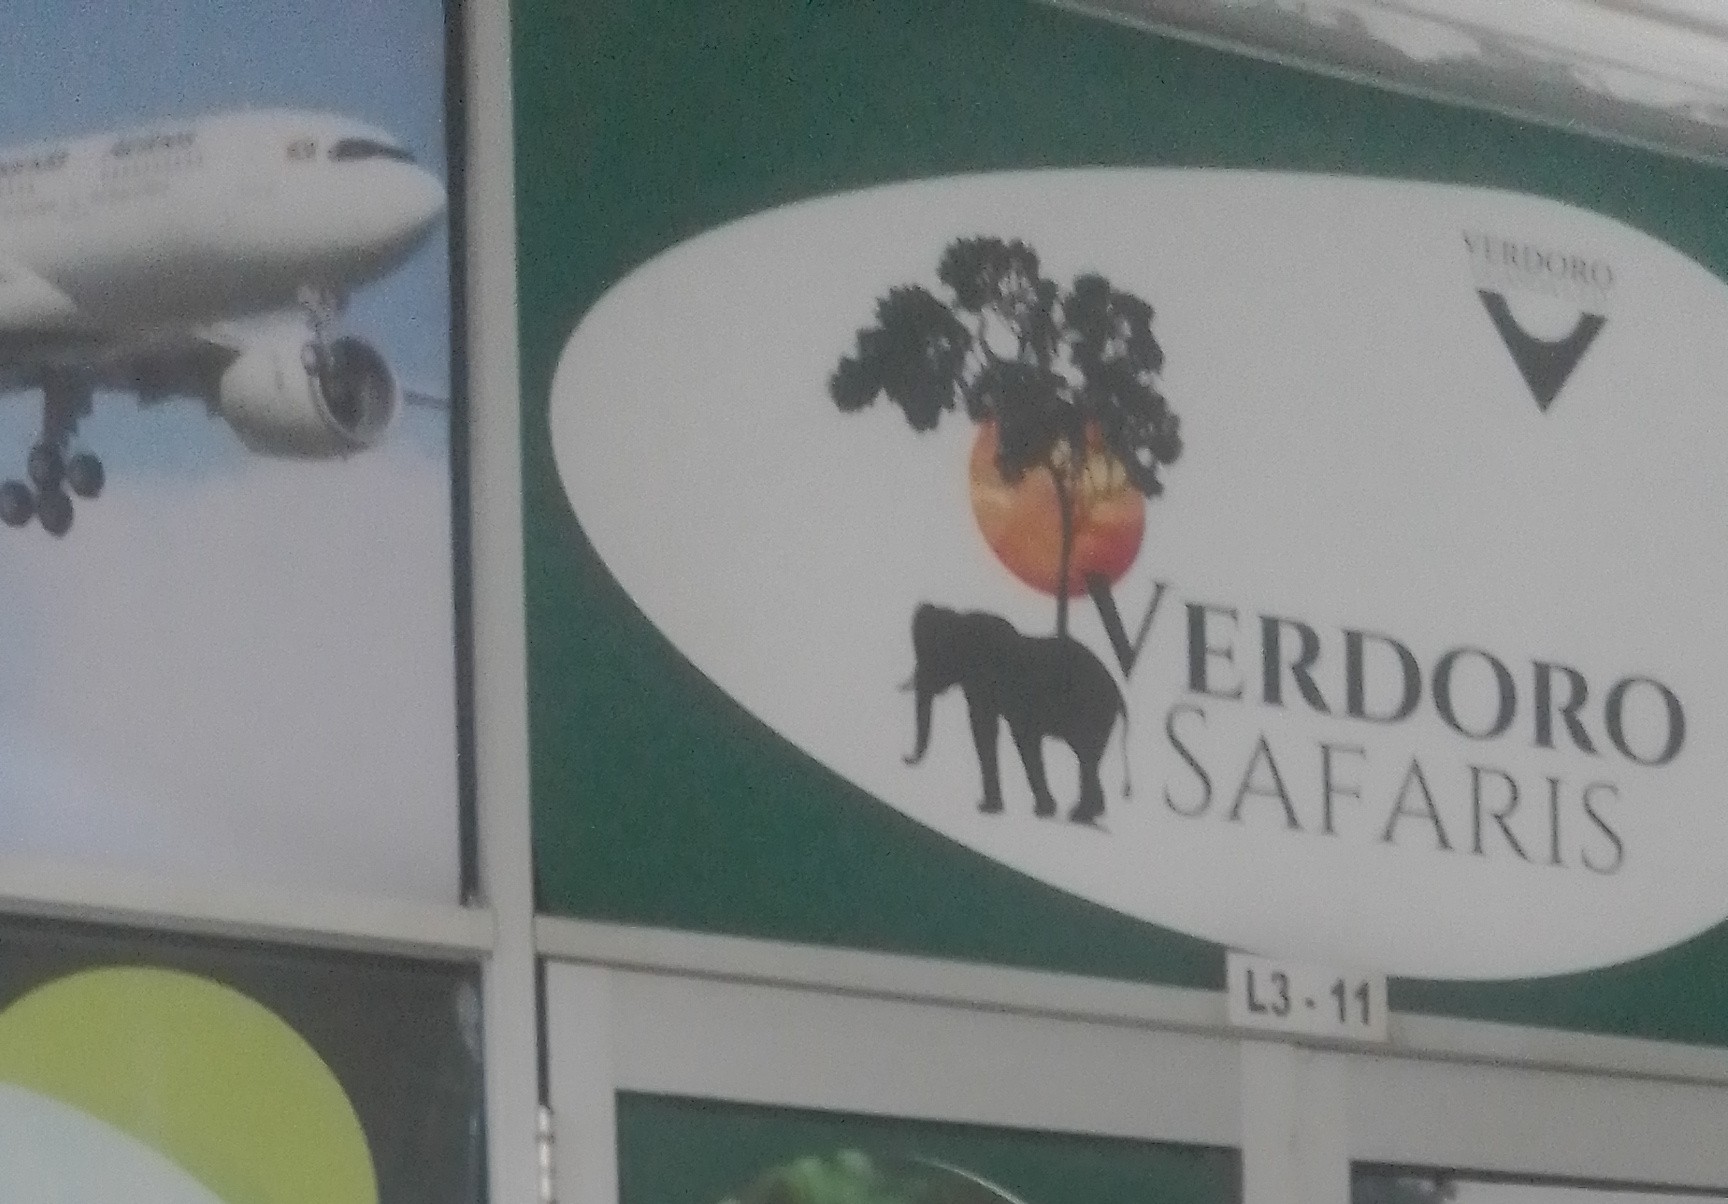 VERDORO
VERDORO
SAFARIS
L3 - 11